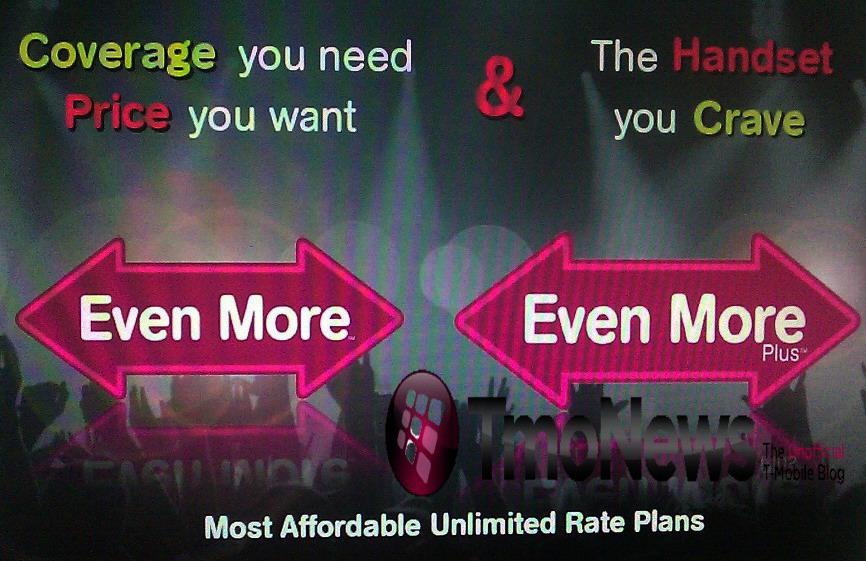 Coverage you need
Price you want
&
The Handset
you Crave
Even More™
Even More
Plus™
TmoNews
The Unofficial
T-Mobile Blog
Most Affordable Unlimited Rate Plans